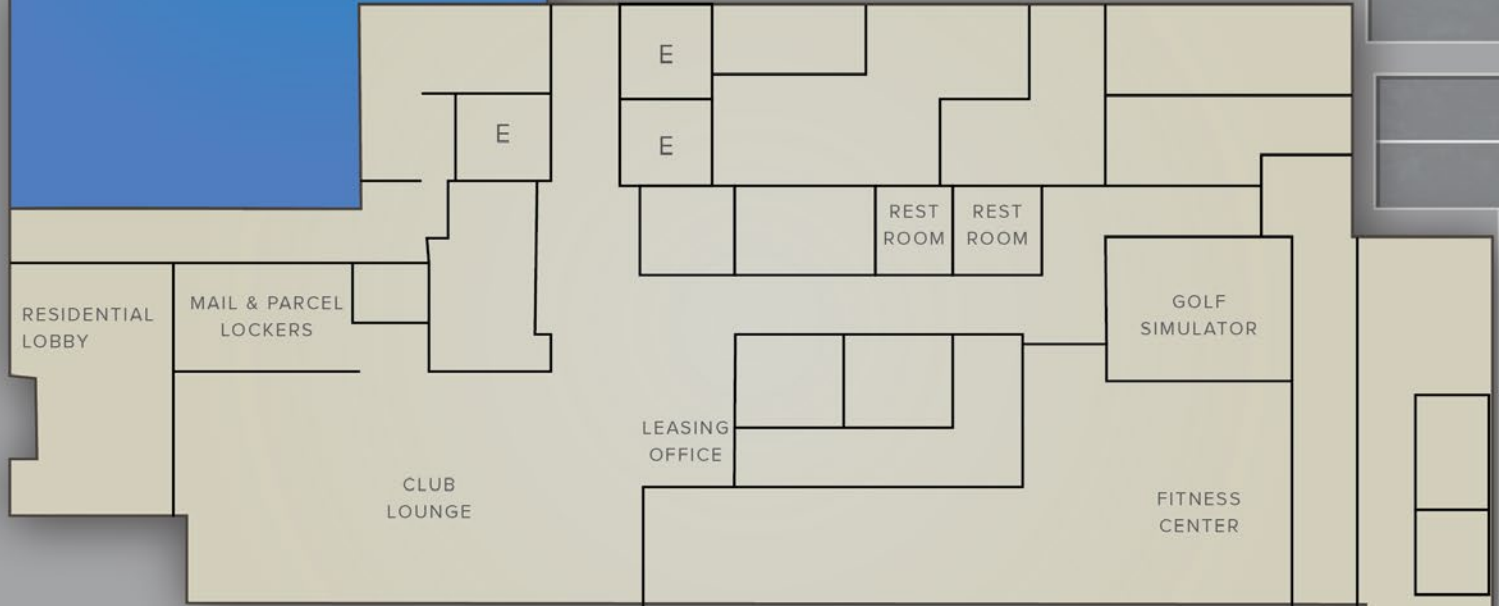 E
E
E
REST
ROOM
REST
ROOM
RESIDENTIAL
LOBBY
MAIL & PARCEL
LOCKERS
GOLF
SIMULATOR
LEASING
OFFICE
CLUB
LOUNGE
FITNESS
CENTER